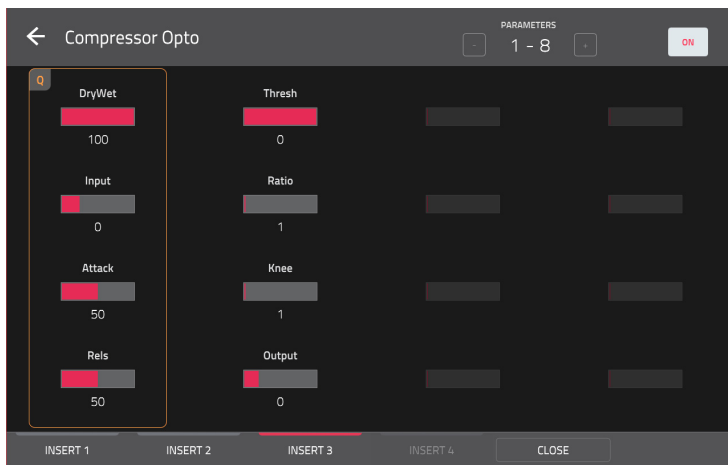 Compressor Opto
PARAMETERS
- 1 - 8 +
ON
Q
DryWet
100
Thresh
0
Input
0
Ratio
1
Attack
50
Knee
1
Rels
50
Output
0
INSERT 1 INSERT 2 INSERT 3 INSERT 4 CLOSE